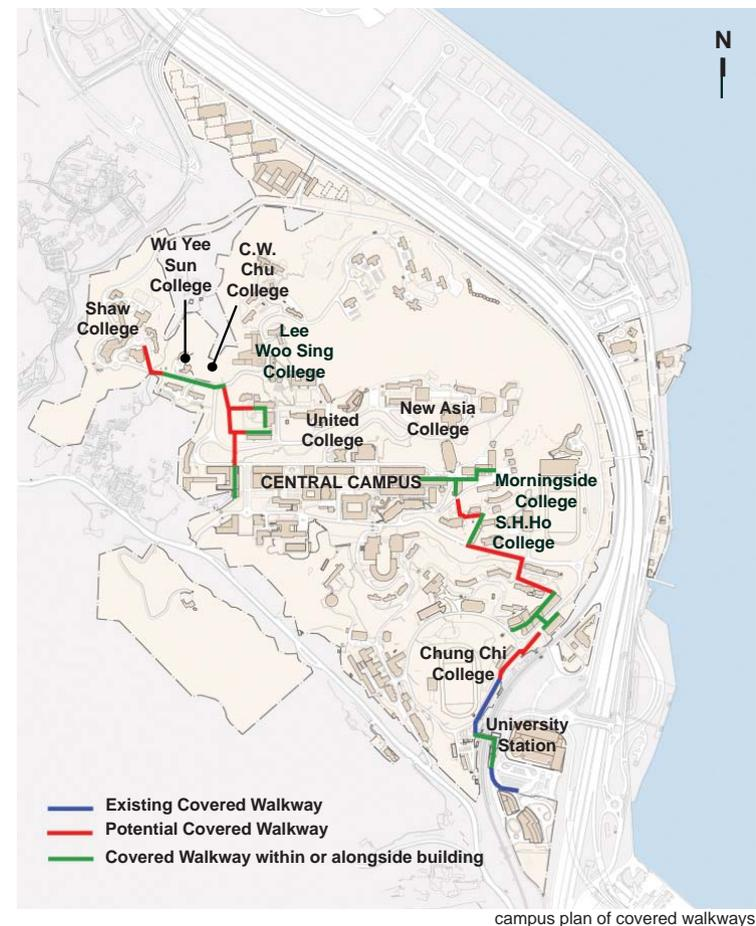 N
Wu Yee
Sun
College
C.W.
Chu
College
Shaw
College
Lee
Woo Sing
College
United
College
New Asia
College
CENTRAL CAMPUS
Morningside
College
S.H.Ho
College
Chung Chi
College
University
Station
Existing Covered Walkway
Potential Covered Walkway
Covered Walkway within or alongside building
campus plan of covered walkways